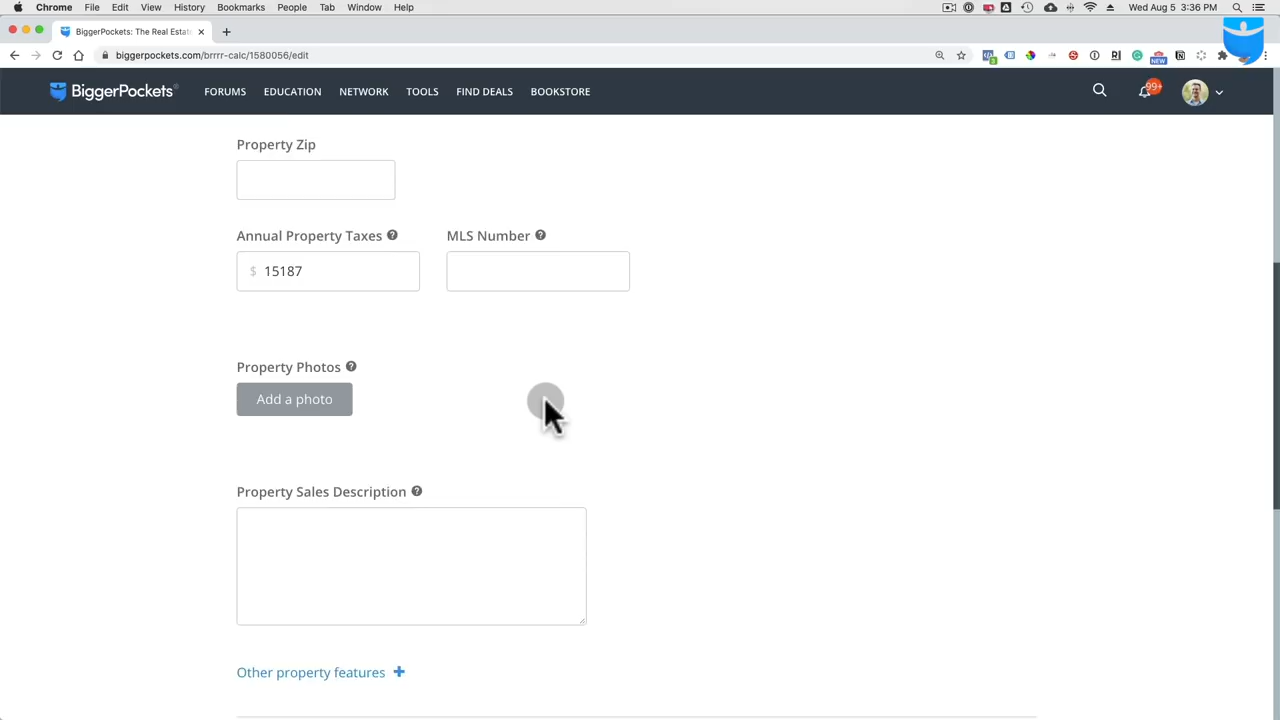 Chrome File Edit View History Bookmarks People Tab Window Help Wed Aug 5 3:36 PM
BiggerPockets: The Real Estat
biggerpockets.com/brrrr-calc/1580056/edit
NEW
BiggerPockets FORUMS EDUCATION NETWORK TOOLS FIND DEALS BOOKSTORE 99+
Property Zip
Annual Property Taxes ? MLS Number ?
$ 15187
Property Photos ?
Add a photo
Property Sales Description ?
Other property features +